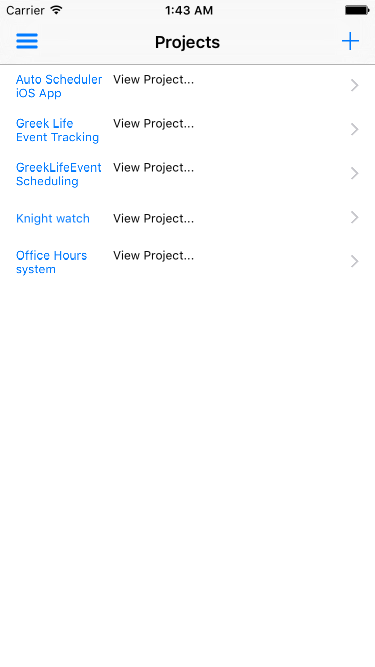 Carrier 1:43 AM
Projects
Auto Scheduler View Project...
iOS App
Greek Life View Project...
Event Tracking
GreekLifeEvent View Project...
Scheduling
Knight watch View Project...
Office Hours View Project...
system